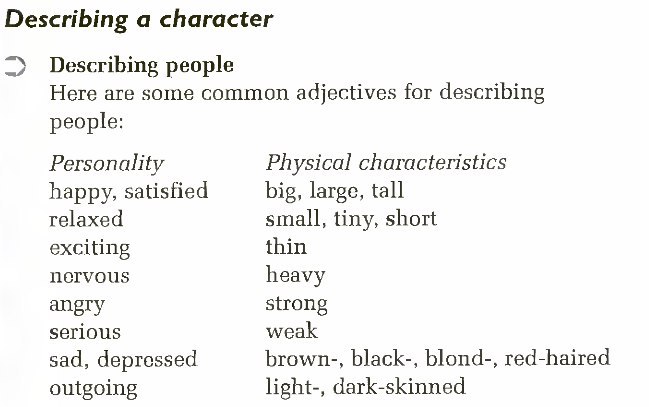 Describing a character
Describing people
Here are some common adjectives for describing
people:
Personality Physical characteristics
happy, satisfied big, large, tall
relaxed small, tiny, short
exciting thin
nervous heavy
angry strong
serious weak
sad, depressed brown-, black-, blond-, red-haired
outgoing light-, dark-skinned